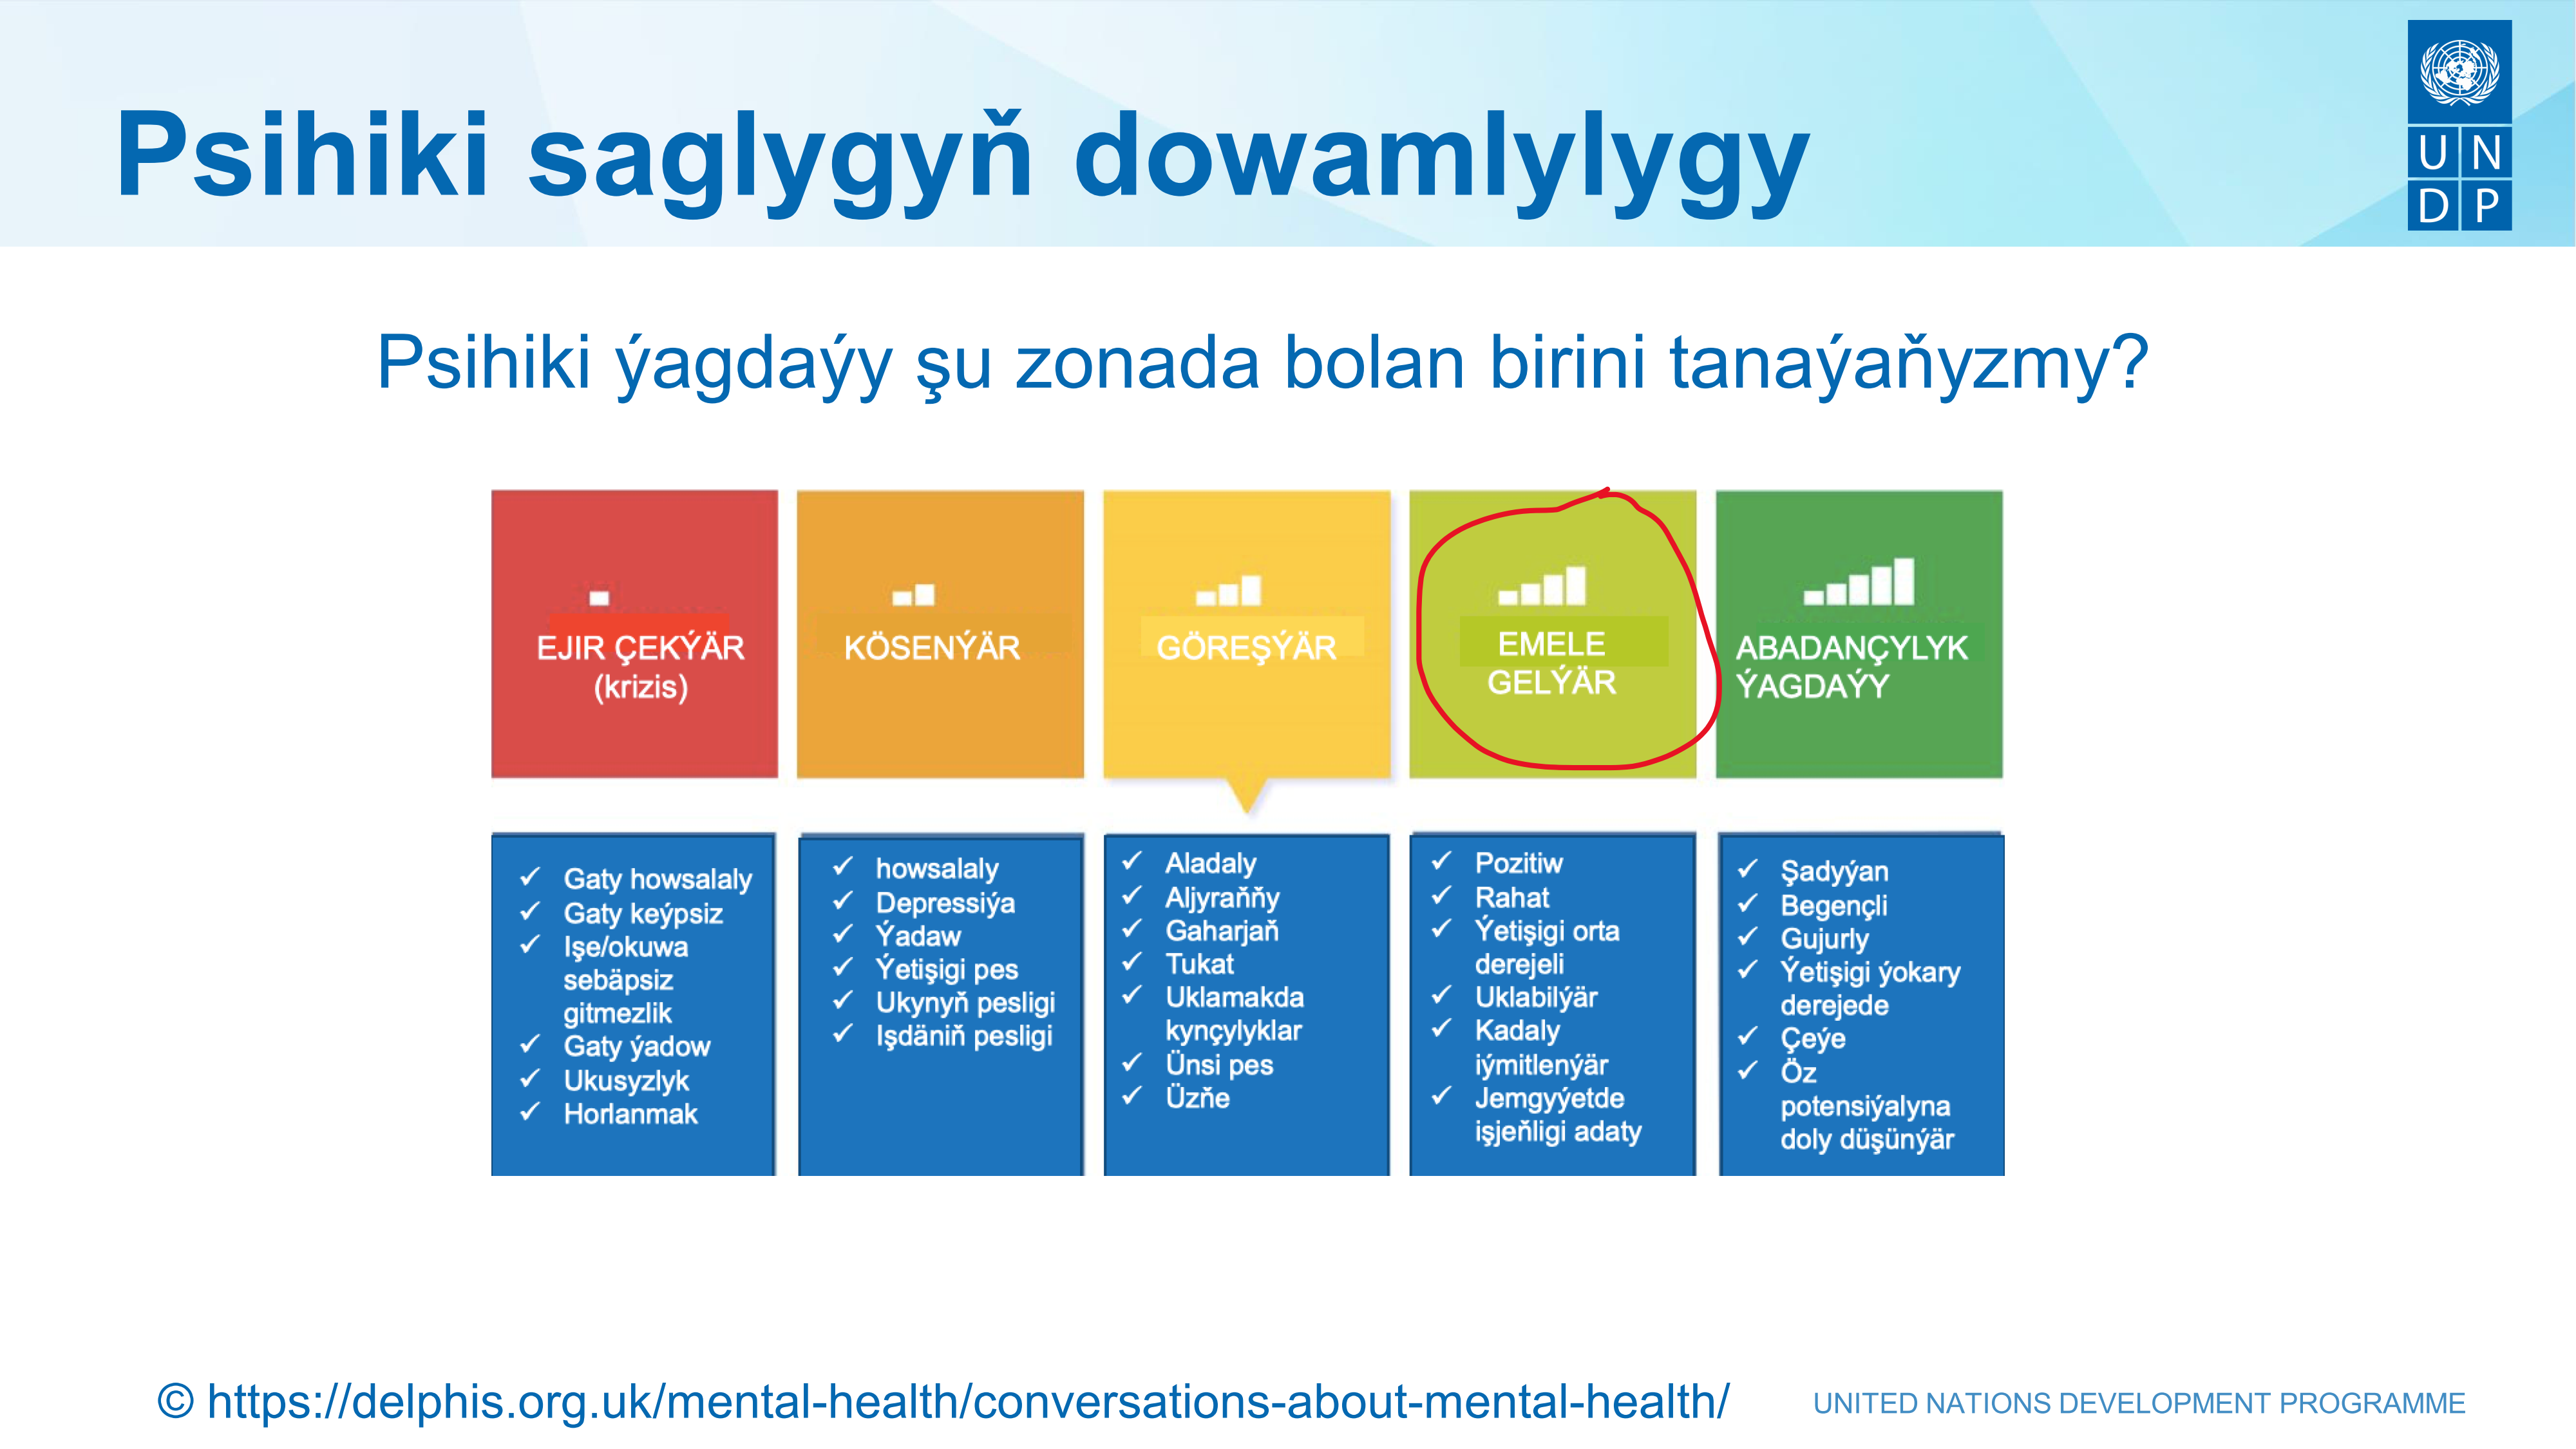 Psihiki saglygyň dowamlylygy
U N
D P
Psihiki ýagdaýy şu zonada bolan birini tanaýaňyzmy?
EJIR ÇEKÝÄR
(krizis)
KÖSENÝÄR
GÖREŞÝÄR
EMELE
GELÝÄR
ABADANÇYLYK
ÝAGDAÝY
Gaty howsalaly
Gaty keýpsiz
Işe/okuwa
sebäpsiz
gitmezlik
Gaty ýadow
Ukusyzlyk
Horlanmak
howsalaly
Depressiýa
Ýadaw
Ýetişigi pes
Ukynyň pesligi
Işdäniň pesligi
Aladaly
Aljyraňňy
Gaharjaň
Tukat
Uklamakda
kynçylyklar
Ünsi pes
Üzňe
Pozitiw
Rahat
Ýetişigi orta
derejeli
Uklabilýär
Kadaly
iýmitlenýär
Jemgyýetde
işjeňligi adaty
Şadyýan
Begençli
Gujurly
Ýetişigi ýokary
derejede
Çeýe
Öz
potensiýalyna
doly düşünýär
© https://delphis.org.uk/mental-health/conversations-about-mental-health/
UNITED NATIONS DEVELOPMENT PROGRAMME